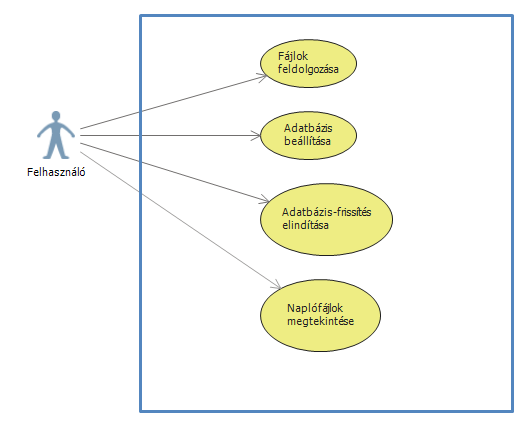 Fájlok
feldolgozása
Adatbázis
beállítása
Felhasználó
Adatbázis-frissítés
elindítása
Naplófájlok
megtekintése